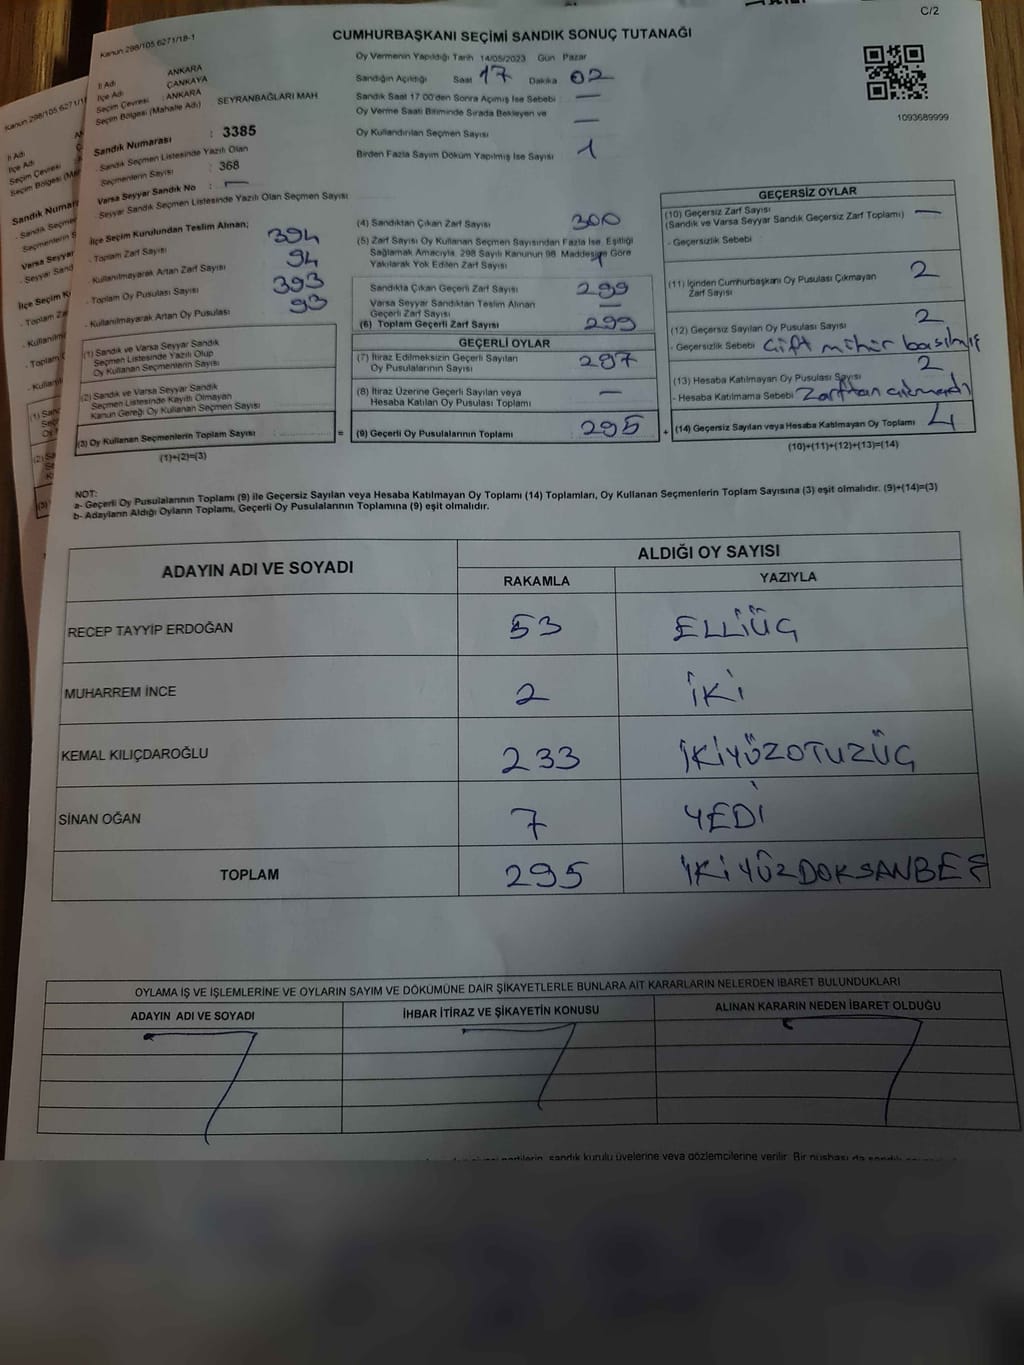 C/2
Kanun 298/105 6271/18-1
CUMHURBAŞKANI SEÇİMİ SANDIK SONUÇ TUTANAĞI
1093689999
İl Adı ANKARA
İlçe Adı ÇANKAYA
Seçim Çevresi : ANKARA
Seçim Bölgesi (Mahalle Adı) SEYRANBAĞLARI MAH
Sandık Numarası : 3385
- Sandık Seçmen Listesinde Yazılı Olan
Seçmenlerin Sayısı : 368
Varsa Seyyar Sandık No : —
- Seyyar Sandık Seçmen Listesinde Yazılı Olan Seçmen Sayısı
Oy Vermenin Yapıldığı Tarih 14/05/2023 Gün Pazar
Sandığın Açıldığı Saat 17 Dakika 02
Sandık Saat 17 00'den Sonra Açımış İse Sebebi : —
Oy Verme Saati Bitiminde Sırada Bekleyen ve —
Oy Kullandırılan Seçmen Sayısı
Birden Fazla Sayım Döküm Yapılmış İse Sayısı 1
İlçe Seçim Kurulundan Teslim Alınan;
- Toplam Zarf Sayısı 394
- Kullanılmayarak Artan Zarf Sayısı 94
- Toplam Oy Pusulası Sayısı 393
- Kullanılmayarak Artan Oy Pusulası 93
(1) Sandık ve Varsa Seyyar Sandık
Seçmen Listesinde Yazılı Olup
Oy Kullanan Seçmenlerin Sayısı
(2) Sandık ve Varsa Seyyar Sandık
Seçmen Listesinde Kayıtlı Olmayan
Kanun Gereği Oy Kullanan Seçmen Sayısı
(3) Oy Kullanan Seçmenlerin Toplam Sayısı
(1)+(2)=(3)
(4) Sandıktan Çıkan Zarf Sayısı 300
(5) Zarf Sayısı Oy Kullanan Seçmen Sayısından Fazla İse, Eşitliği
Sağlamak Amacıyla, 298 Sayılı Kanunun 98. Maddesine Göre
Yakılarak Yok Edilen Zarf Sayısı 1
Sandıkta Çıkan Geçerli Zarf Sayısı 299
Varsa Seyyar Sandıktan Teslim Alınan
Geçerli Zarf Sayısı —
(6) Toplam Geçerli Zarf Sayısı 299
GEÇERLİ OYLAR
(7) İtiraz Edilmeksizin Geçerli Sayılan
Oy Pusulalarının Sayısı 297
(8) İtiraz Üzerine Geçerli Sayılan veya
Hesaba Katılan Oy Pusulası Toplamı —
= (9) Geçerli Oy Pusulalarının Toplamı 295 +
GEÇERSİZ OYLAR
(10) Geçersiz Zarf Sayısı
(Sandık ve Varsa Seyyar Sandık Geçersiz Zarf Toplamı) —
- Geçersizlik Sebebi
(11) İçinden Cumhurbaşkanı Oy Pusulası Çıkmayan 2
Zarf Sayısı
(12) Geçersiz Sayılan Oy Pusulası Sayısı 2
- Geçersizlik Sebebi Çift mühür basılmış
(13) Hesaba Katılmayan Oy Pusulası Sayısı 2
- Hesaba Katılmama Sebebi Zarftan çıkmadı
(14) Geçersiz Sayılan veya Hesaba Katılmayan Oy Toplamı 4
(10)+(11)+(12)+(13)=(14)
NOT:
a- Geçerli Oy Pusulalarının Toplamı (9) ile Geçersiz Sayılan veya Hesaba Katılmayan Oy Toplamı (14) Toplamları, Oy Kullanan Seçmenlerin Toplam Sayısına (3) eşit olmalıdır. (9)+(14)=(3)
b- Adayların Aldığı Oyların Toplamı, Geçerli Oy Pusulalarının Toplamına (9) eşit olmalıdır.
ADAYIN ADI VE SOYADI ALDIĞI OY SAYISI
RAKAMLA YAZIYLA
RECEP TAYYİP ERDOĞAN 53 ELLİÜÇ
MUHARREM İNCE 2 İKİ
KEMAL KILIÇDAROĞLU 233 İKİYÜZOTUZÜÇ
SİNAN OĞAN 7 YEDİ
TOPLAM 295 İKİYÜZDOKSANBEŞ
OYLAMA İŞ VE İŞLEMLERİNE VE OYLARIN SAYIM VE DÖKÜMÜNE DAİR ŞİKAYETLERLE BUNLARA AİT KARARLARIN NELERDEN İBARET BULUNDUKLARI
ADAYIN ADI VE SOYADI İHBAR İTİRAZ VE ŞİKAYETİN KONUSU ALINAN KARARIN NEDEN İBARET OLDUĞU
sandık kurulu üyelerine veya gözlemcilerine verilir. Bir nüshası da